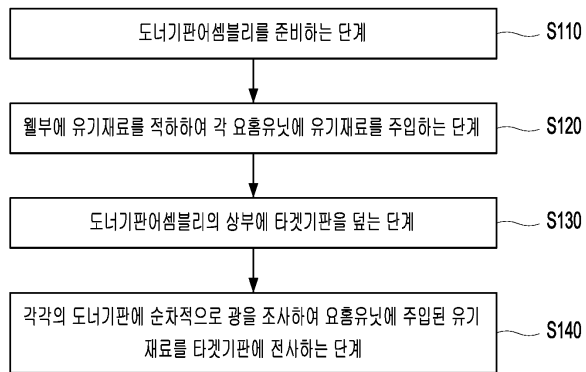 도너기판어셈블리를 준비하는 단계
S110
웰부에 유기재료를 적하하여 각 요홈유닛에 유기재료를 주입하는 단계
S120
도너기판어셈블리의 상부에 타겟기판을 덮는 단계
S130
각각의 도너기판에 순차적으로 광을 조사하여 요홈유닛에 주입된 유기
재료를 타겟기판에 전사하는 단계
S140